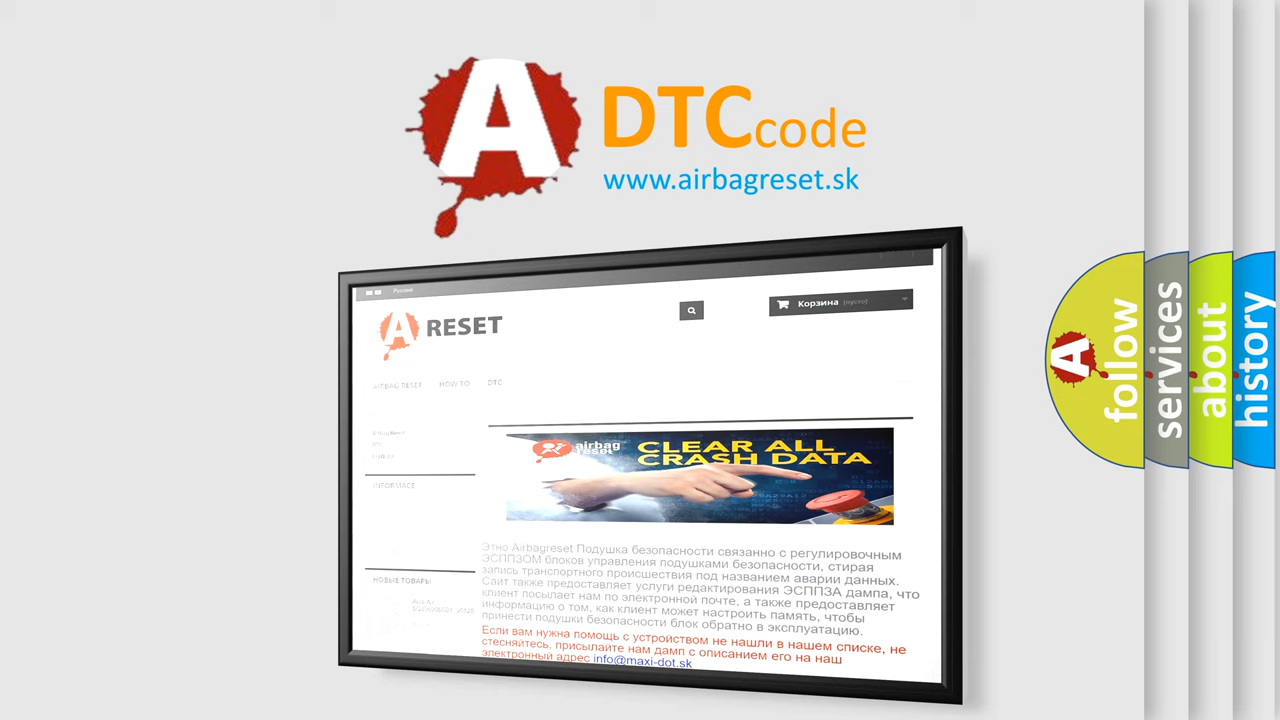 A
DTCcode
www.airbagreset.sk
Русский
A RESET
Корзина (пусто)
AIRBAG RESET HOW TO DTC
Airbag Reset
DTC
INFORMACE
airbag
reset
CLEAR ALL
CRASH DATA
Этно Airbagreset Подушка безопасности связанно с регулировочным
ЭСППЗОМ блоков управления подушками безопасности, стирая
запись транспортного происшествия под названием аварии данных.
Сайт также предоставляет услуги редактирования ЭСППЗА дампа, что
клиент посылает нам по электронной почте, а также предоставляет
информацию о том, как клиент может настроить память, чтобы
принести подушки безопасности блок обратно в эксплуатацию.
Если вам нужна помощь с устройством не нашли в нашем списке, не
стесняйтесь, присылайте нам дамп с описанием его на наш
электронный адрес info@maxi-dot.sk
НОВЫЕ ТОВАРЫ
A
follow
services
about
history